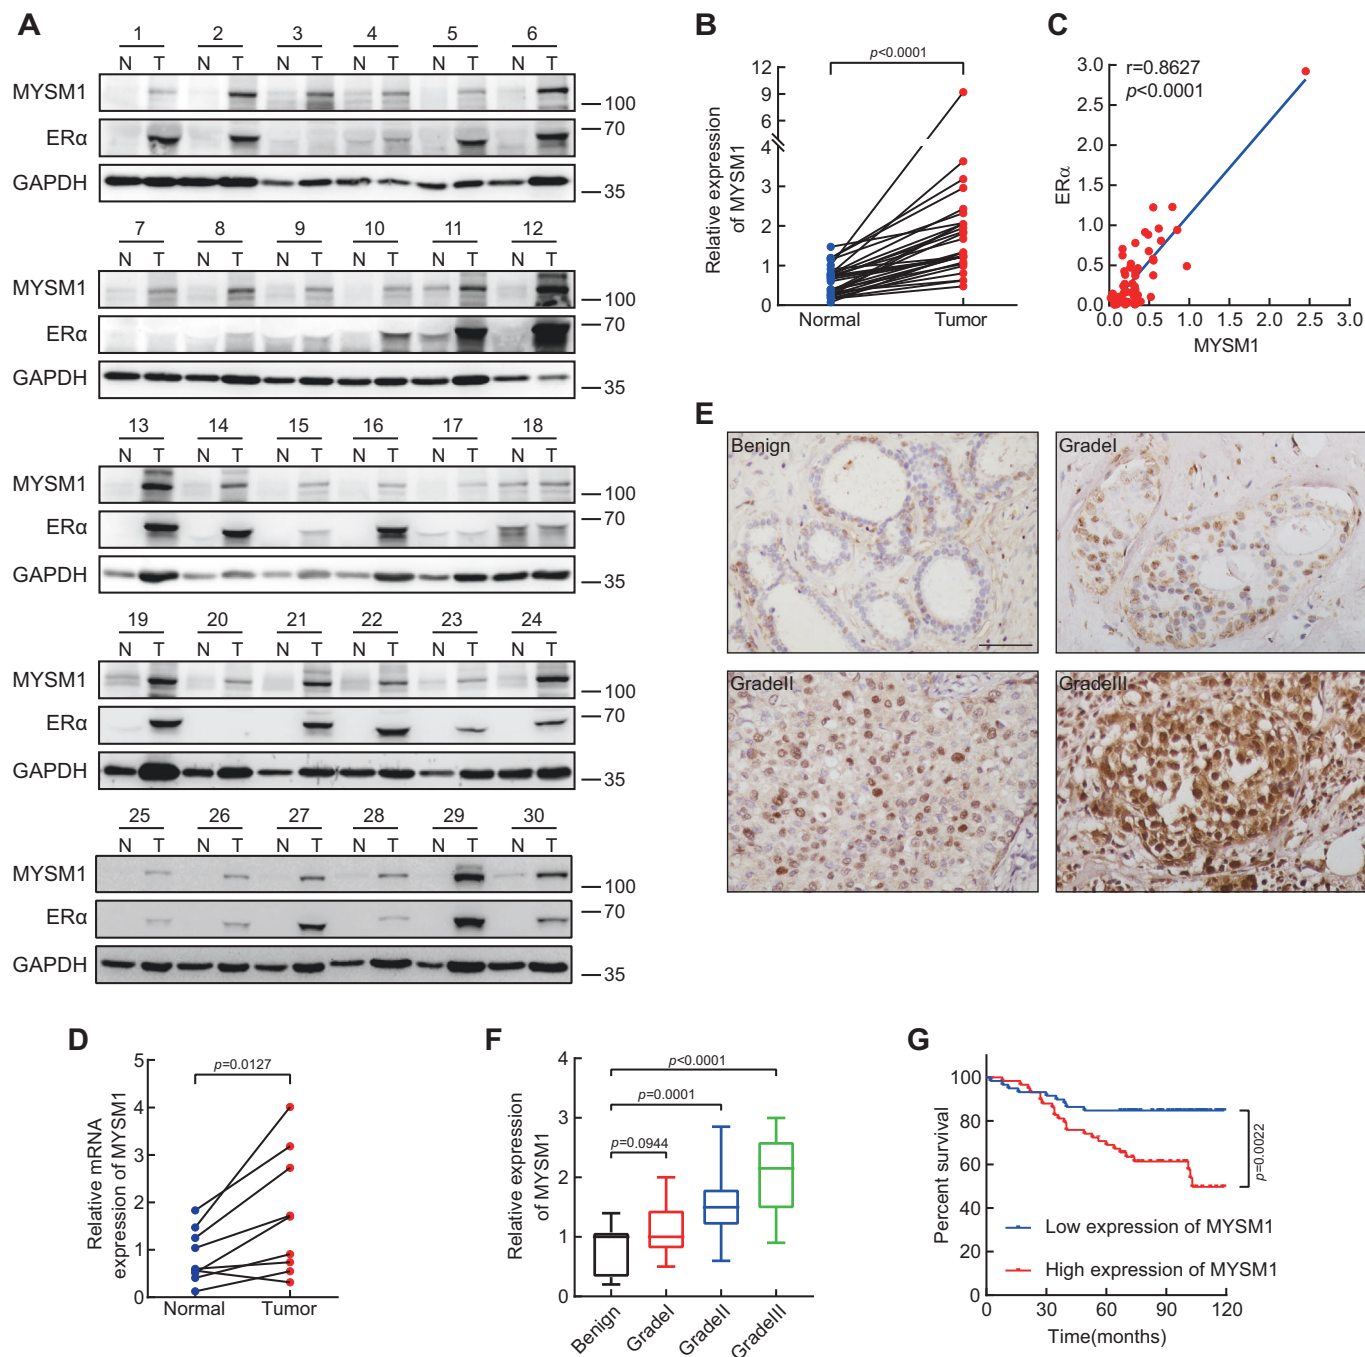 A
1 2 3 4 5 6
N T N T N T N T N T N T
MYSM1
100
ERα
70
GAPDH
35
7 8 9 10 11 12
N T N T N T N T N T N T
MYSM1
100
ERα
70
GAPDH
35
13 14 15 16 17 18
N T N T N T N T N T N T
MYSM1
100
ERα
70
GAPDH
35
19 20 21 22 23 24
N T N T N T N T N T N T
MYSM1
100
ERα
70
GAPDH
35
25 26 27 28 29 30
N T N T N T N T N T N T
MYSM1
100
ERα
70
GAPDH
35
B
p<0.0001
Relative expression
of MYSM1
12
9
6
4
3
2
1
0
Normal Tumor
C
r=0.8627
p<0.0001
ERα
3.0
2.0
1.5
1.0
0.5
0.0
0.0 0.5 1.0 1.5 2.0 2.5 3.0
MYSM1
E
Benign
GradeI
GradeII
GradeIII
D
p=0.0127
Relative mRNA
expression of MYSM1
5
4
3
2
1
0
Normal Tumor
F
p<0.0001
p=0.0001
p=0.0944
Relative expression
of MYSM1
4
3
2
1
0
Benign
GradeI
GradeII
GradeIII
G
Percent survival
100
80
60
40
20
0
p=0.0022
Low expression of MYSM1
High expression of MYSM1
0 30 60 90 120
Time(months)